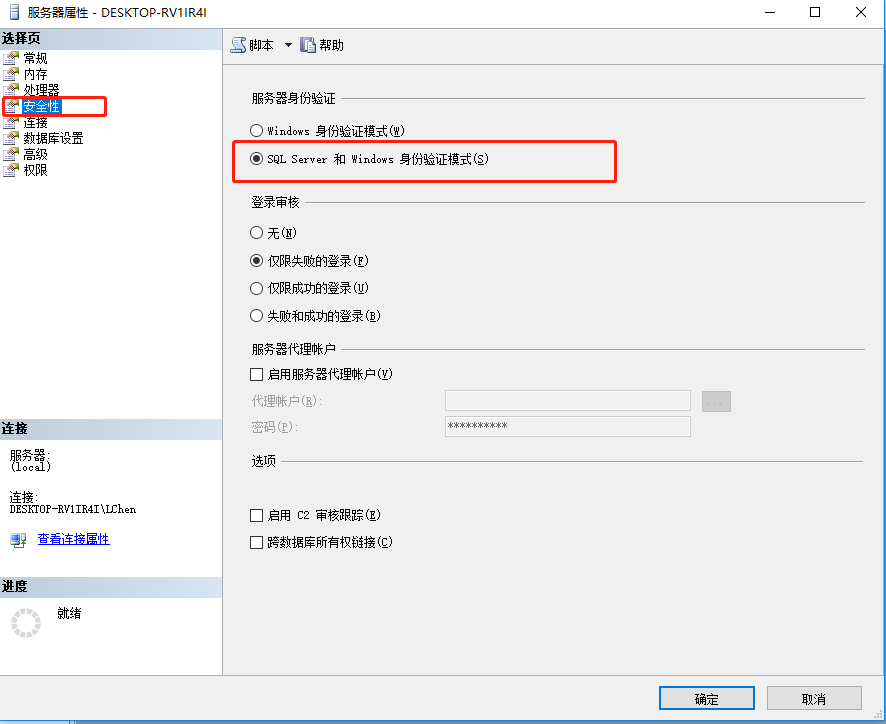 服务器属性 - DESKTOP-RV1IR4I
选择页
常规
内存
处理器
安全性
连接
数据库设置
高级
权限
连接
服务器:
(local)
连接:
DESKTOP-RV1IR4I\LChen
查看连接属性
进度
就绪
脚本
帮助
服务器身份验证
Windows 身份验证模式(W)
SQL Server 和 Windows 身份验证模式(S)
登录审核
无(N)
仅限失败的登录(F)
仅限成功的登录(U)
失败和成功的登录(B)
服务器代理帐户
启用服务器代理帐户(V)
代理帐户(R):
...
密码(P):
**********
选项
启用 C2 审核跟踪(E)
跨数据库所有权链接(C)
确定
取消